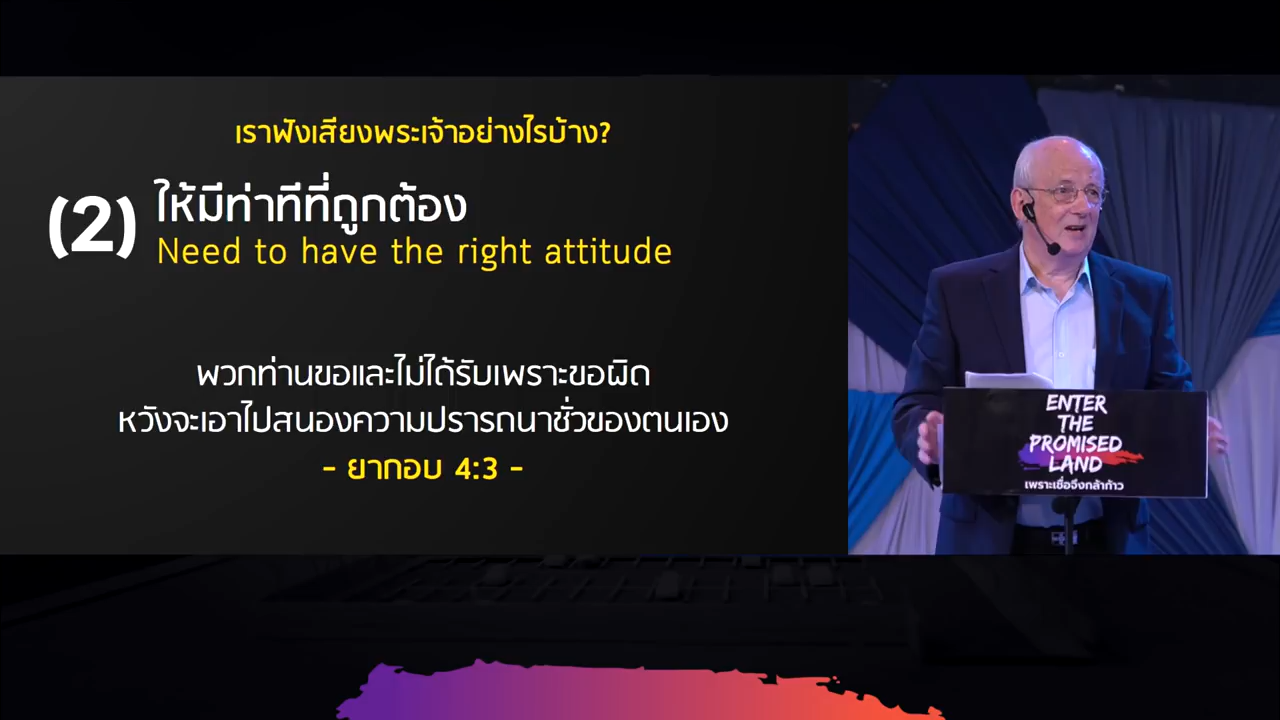 เราฟังเสียงพระเจ้าอย่างไรบ้าง?
(2) ให้มีท่าทีที่ถูกต้อง
Need to have the right attitude
พวกท่านขอและไม่ได้รับเพราะขอผิด
หวังจะเอาไปสนองความปรารถนาชั่วของตนเอง
- ยากอบ 4:3 -
ENTER
THE
PROMISED
LAND
เพราะเชื่อจึงกล้าก้าว